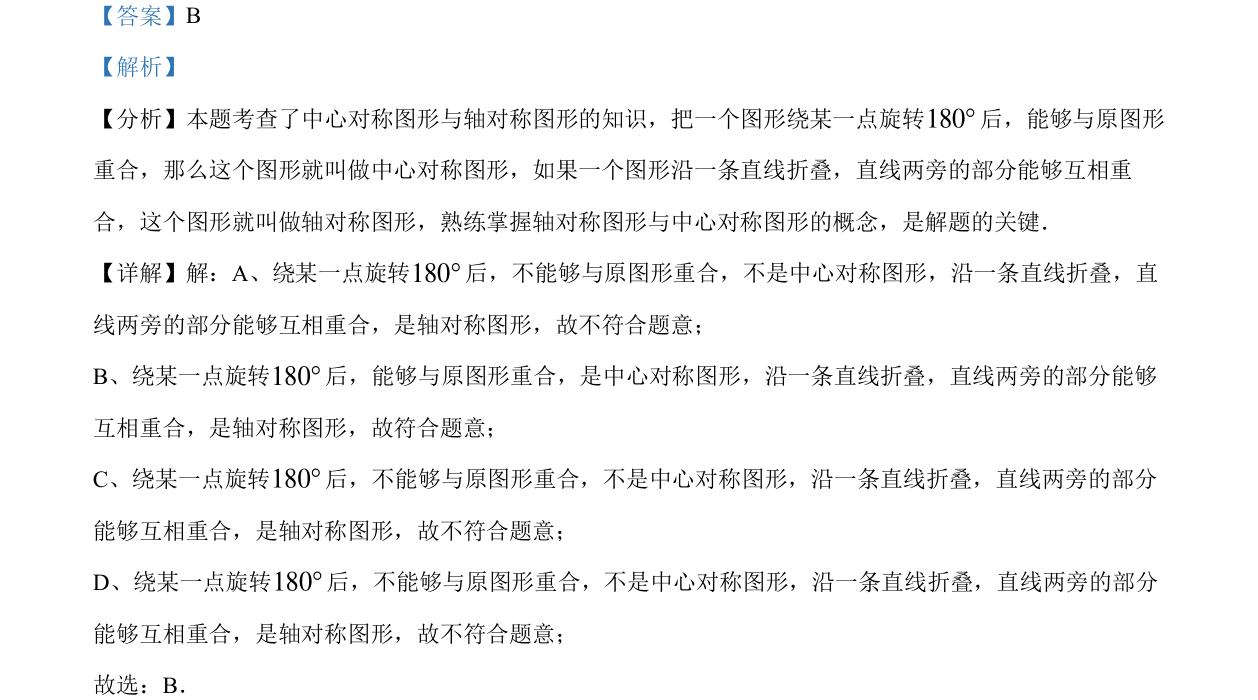 【答案】B
【解析】
【分析】本题考查了中心对称图形与轴对称图形的知识，把一个图形绕某一点旋转180°后，能够与原图形
重合，那么这个图形就叫做中心对称图形，如果一个图形沿一条直线折叠，直线两旁的部分能够互相重
合，这个图形就叫做轴对称图形，熟练掌握轴对称图形与中心对称图形的概念，是解题的关键．
【详解】解：A、绕某一点旋转180°后，不能够与原图形重合，不是中心对称图形，沿一条直线折叠，直
线两旁的部分能够互相重合，是轴对称图形，故不符合题意；
B、绕某一点旋转180°后，能够与原图形重合，是中心对称图形，沿一条直线折叠，直线两旁的部分能够
互相重合，是轴对称图形，故符合题意；
C、绕某一点旋转180°后，不能够与原图形重合，不是中心对称图形，沿一条直线折叠，直线两旁的部分
能够互相重合，是轴对称图形，故不符合题意；
D、绕某一点旋转180°后，不能够与原图形重合，不是中心对称图形，沿一条直线折叠，直线两旁的部分
能够互相重合，是轴对称图形，故不符合题意；
故选：B．